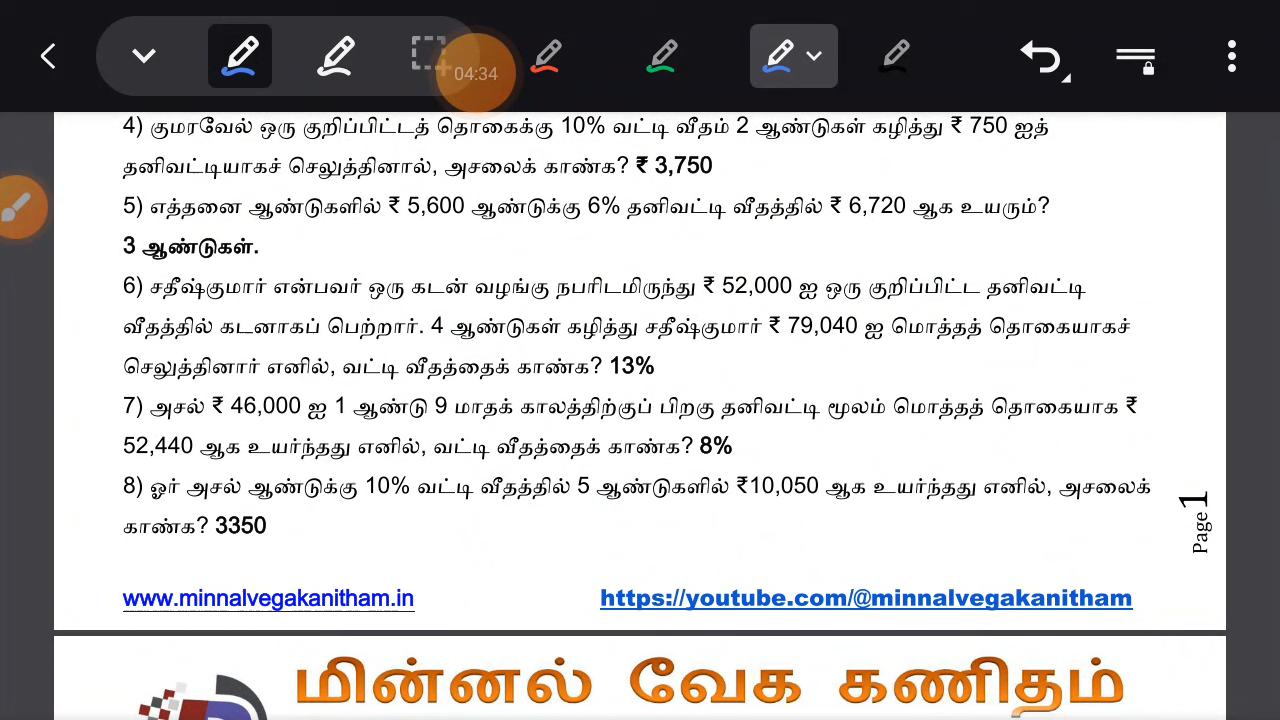 04:34
4) குமரவேல் ஒரு குறிப்பிட்டத் தொகைக்கு 10% வட்டி வீதம் 2 ஆண்டுகள் கழித்து ₹ 750 ஐத்
தனிவட்டியாகச் செலுத்தினால், அசலைக் காண்க? ₹ 3,750
5) எத்தனை ஆண்டுகளில் ₹ 5,600 ஆண்டுக்கு 6% தனிவட்டி வீதத்தில் ₹ 6,720 ஆக உயரும்?
3 ஆண்டுகள்.
6) சதீஷ்குமார் என்பவர் ஒரு கடன் வழங்கு நபரிடமிருந்து ₹ 52,000 ஐ ஒரு குறிப்பிட்ட தனிவட்டி
வீதத்தில் கடனாகப் பெற்றார். 4 ஆண்டுகள் கழித்து சதீஷ்குமார் ₹ 79,040 ஐ மொத்தத் தொகையாகச்
செலுத்தினார் எனில், வட்டி வீதத்தைக் காண்க? 13%
7) அசல் ₹ 46,000 ஐ 1 ஆண்டு 9 மாதக் காலத்திற்குப் பிறகு தனிவட்டி மூலம் மொத்தத் தொகையாக ₹
52,440 ஆக உயர்ந்தது எனில், வட்டி வீதத்தைக் காண்க? 8%
8) ஓர் அசல் ஆண்டுக்கு 10% வட்டி வீதத்தில் 5 ஆண்டுகளில் ₹10,050 ஆக உயர்ந்தது எனில், அசலைக்
காண்க? 3350
Page 1
www.minnalvegakanitham.in https://youtube.com/@minnalvegakanitham
மின்னல் வேக கணிதம்